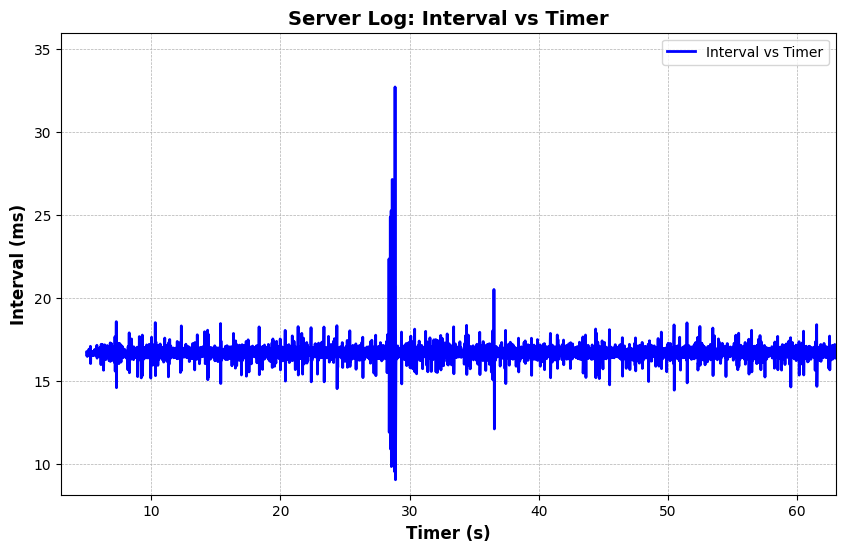 Server Log: Interval vs Timer
Interval vs Timer
35
30
25
20
15
10
Interval (ms)
10 20 30 40 50 60
Timer (s)